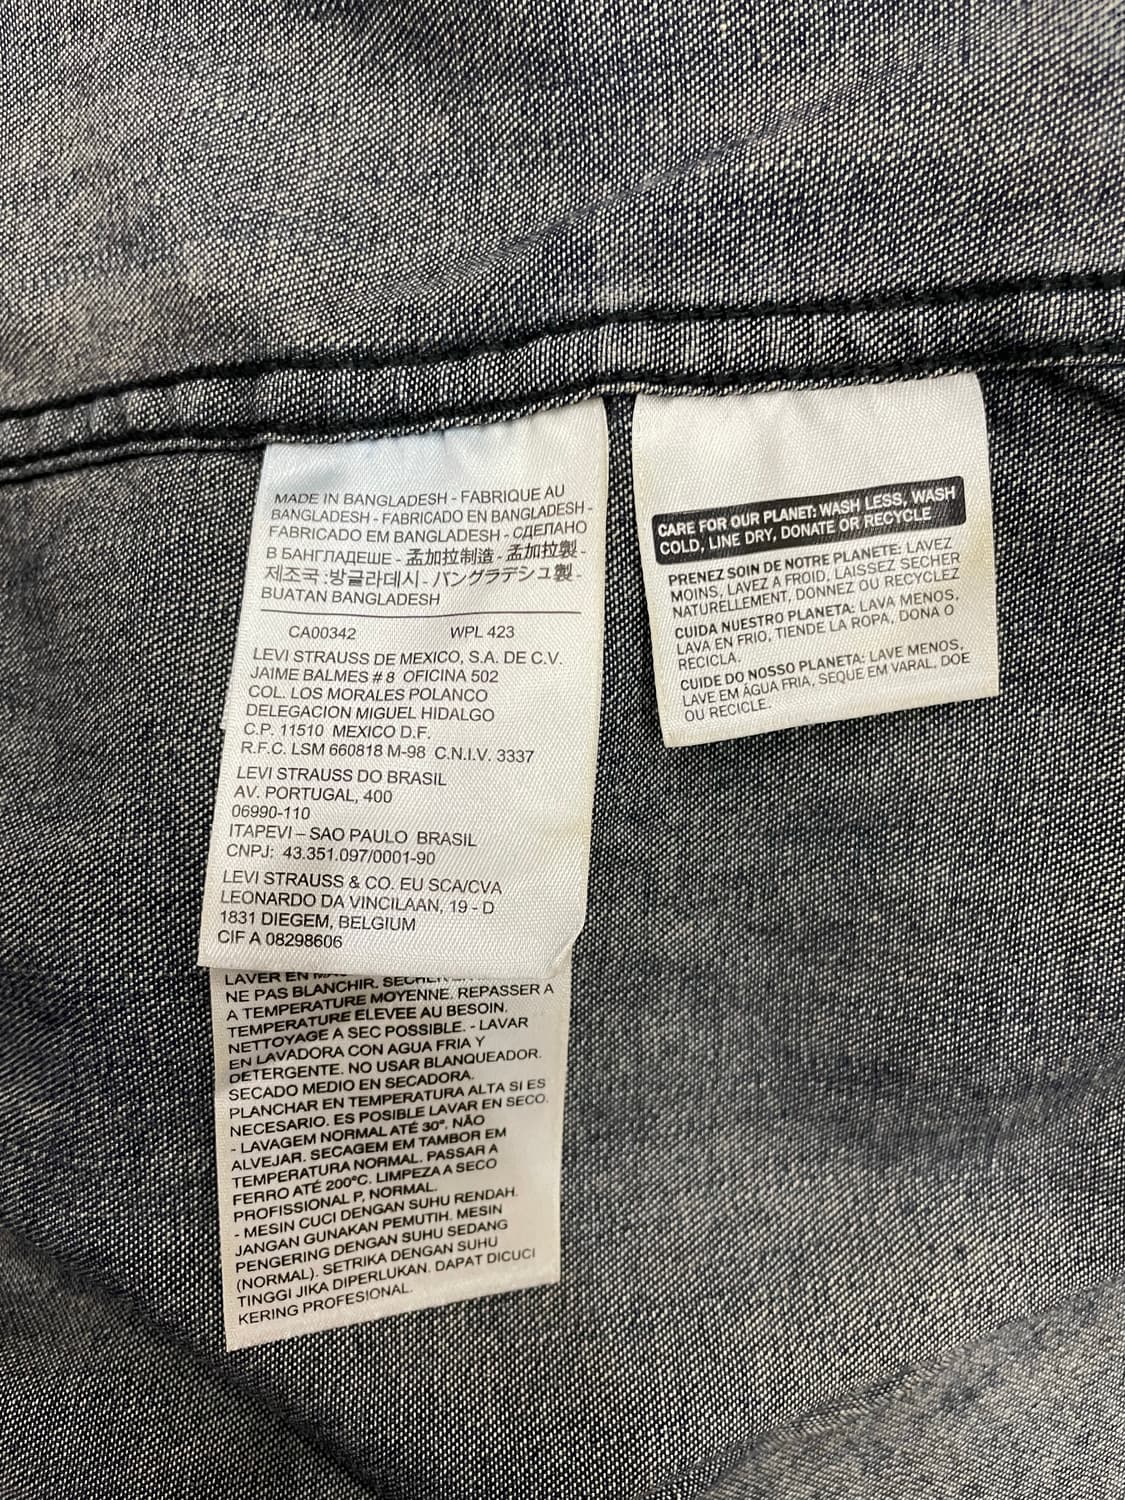 MADE IN BANGLADESH - FABRIQUE AU
BANGLADESH - FABRICADO EN BANGLADESH -
FABRICADO EM BANGLADESH - СДЕЛАНО
В БАНГЛАДЕШЕ - 孟加拉制造 - 孟加拉製 -
제조국 :방글라데시 - バングラデシュ製 -
BUATAN BANGLADESH
CA00342 WPL 423
LEVI STRAUSS DE MEXICO, S.A. DE C.V.
JAIME BALMES # 8 OFICINA 502
COL. LOS MORALES POLANCO
DELEGACION MIGUEL HIDALGO
C.P. 11510 MEXICO D.F.
R.F.C. LSM 660818 M-98 C.N.I.V. 3337
LEVI STRAUSS DO BRASIL
AV. PORTUGAL, 400
06990-110
ITAPEVI – SAO PAULO BRASIL
CNPJ: 43.351.097/0001-90
LEVI STRAUSS & CO. EU SCA/CVA
LEONARDO DA VINCILAAN, 19 - D
1831 DIEGEM, BELGIUM
CIF A 08298606
LAVER EN
NE PAS BLANCHIR. SECHER
A TEMPERATURE MOYENNE. REPASSER A
TEMPERATURE ELEVEE AU BESOIN.
NETTOYAGE A SEC POSSIBLE. - LAVAR
EN LAVADORA CON AGUA FRIA Y
DETERGENTE. NO USAR BLANQUEADOR.
SECADO MEDIO EN SECADORA.
PLANCHAR EN TEMPERATURA ALTA SI ES
NECESARIO. ES POSIBLE LAVAR EN SECO.
- LAVAGEM NORMAL ATÉ 30°. NÃO
ALVEJAR. SECAGEM EM TAMBOR EM
TEMPERATURA NORMAL. PASSAR A
FERRO ATÉ 200°C. LIMPEZA A SECO
PROFISSIONAL P, NORMAL.
- MESIN CUCI DENGAN SUHU RENDAH.
JANGAN GUNAKAN PEMUTIH. MESIN
PENGERING DENGAN SUHU SEDANG
(NORMAL). SETRIKA DENGAN SUHU
TINGGI JIKA DIPERLUKAN. DAPAT DICUCI
KERING PROFESIONAL.
CARE FOR OUR PLANET: WASH LESS, WASH
COLD, LINE DRY, DONATE OR RECYCLE
PRENEZ SOIN DE NOTRE PLANETE: LAVEZ
MOINS, LAVEZ A FROID, LAISSEZ SECHER
NATURELLEMENT, DONNEZ OU RECYCLEZ
CUIDA NUESTRO PLANETA: LAVA MENOS,
LAVA EN FRIO, TIENDE LA ROPA, DONA O
RECICLA.
CUIDE DO NOSSO PLANETA: LAVE MENOS,
LAVE EM ÁGUA FRIA, SEQUE EM VARAL, DOE
OU RECICLE.